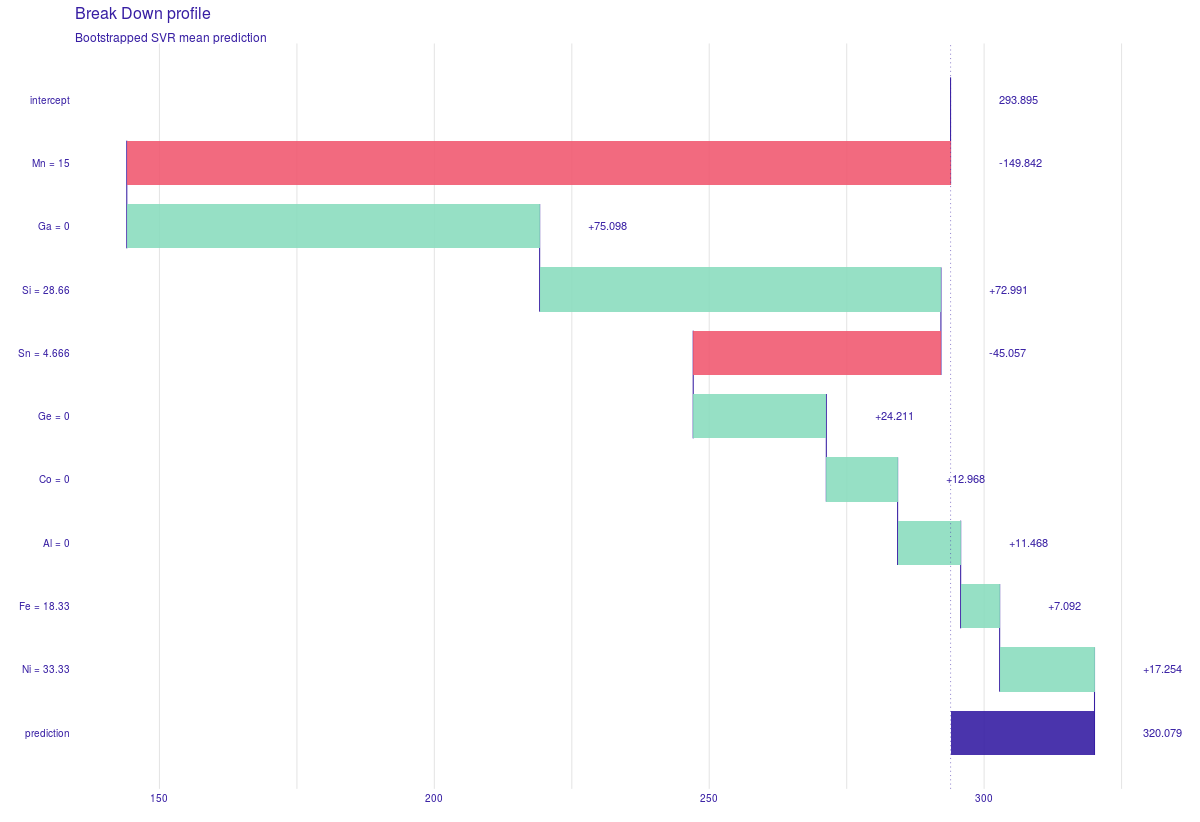 Break Down profile
Bootstrapped SVR mean prediction
intercept 293.895
Mn = 15 -149.842
Ga = 0 +75.098
Si = 28.66 +72.991
Sn = 4.666 -45.057
Ge = 0 +24.211
Co = 0 +12.968
Al = 0 +11.468
Fe = 18.33 +7.092
Ni = 33.33 +17.254
prediction 320.079
150 200 250 300